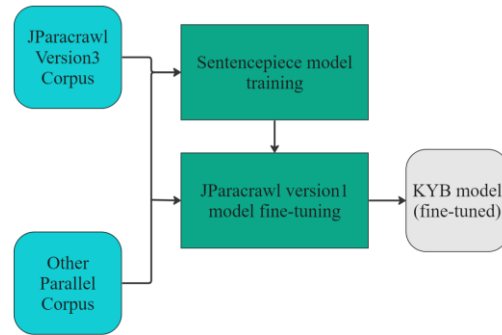 JParacrawl
Version3
Corpus
Sentencepiece model
training
JParacrawl version1
model fine-tuning
KYB model
(fine-tuned)
Other
Parallel
Corpus